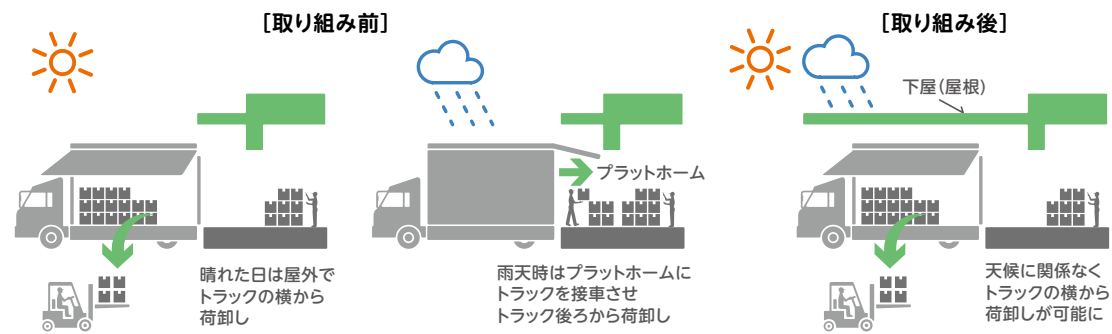 [取り組み前]
晴れた日は屋外で
トラックの横から
荷卸し
プラットホーム
雨天時はプラットホームに
トラックを接車させ
トラック後ろから荷卸し
[取り組み後]
下屋(屋根)
天候に関係なく
トラックの横から
荷卸しが可能に